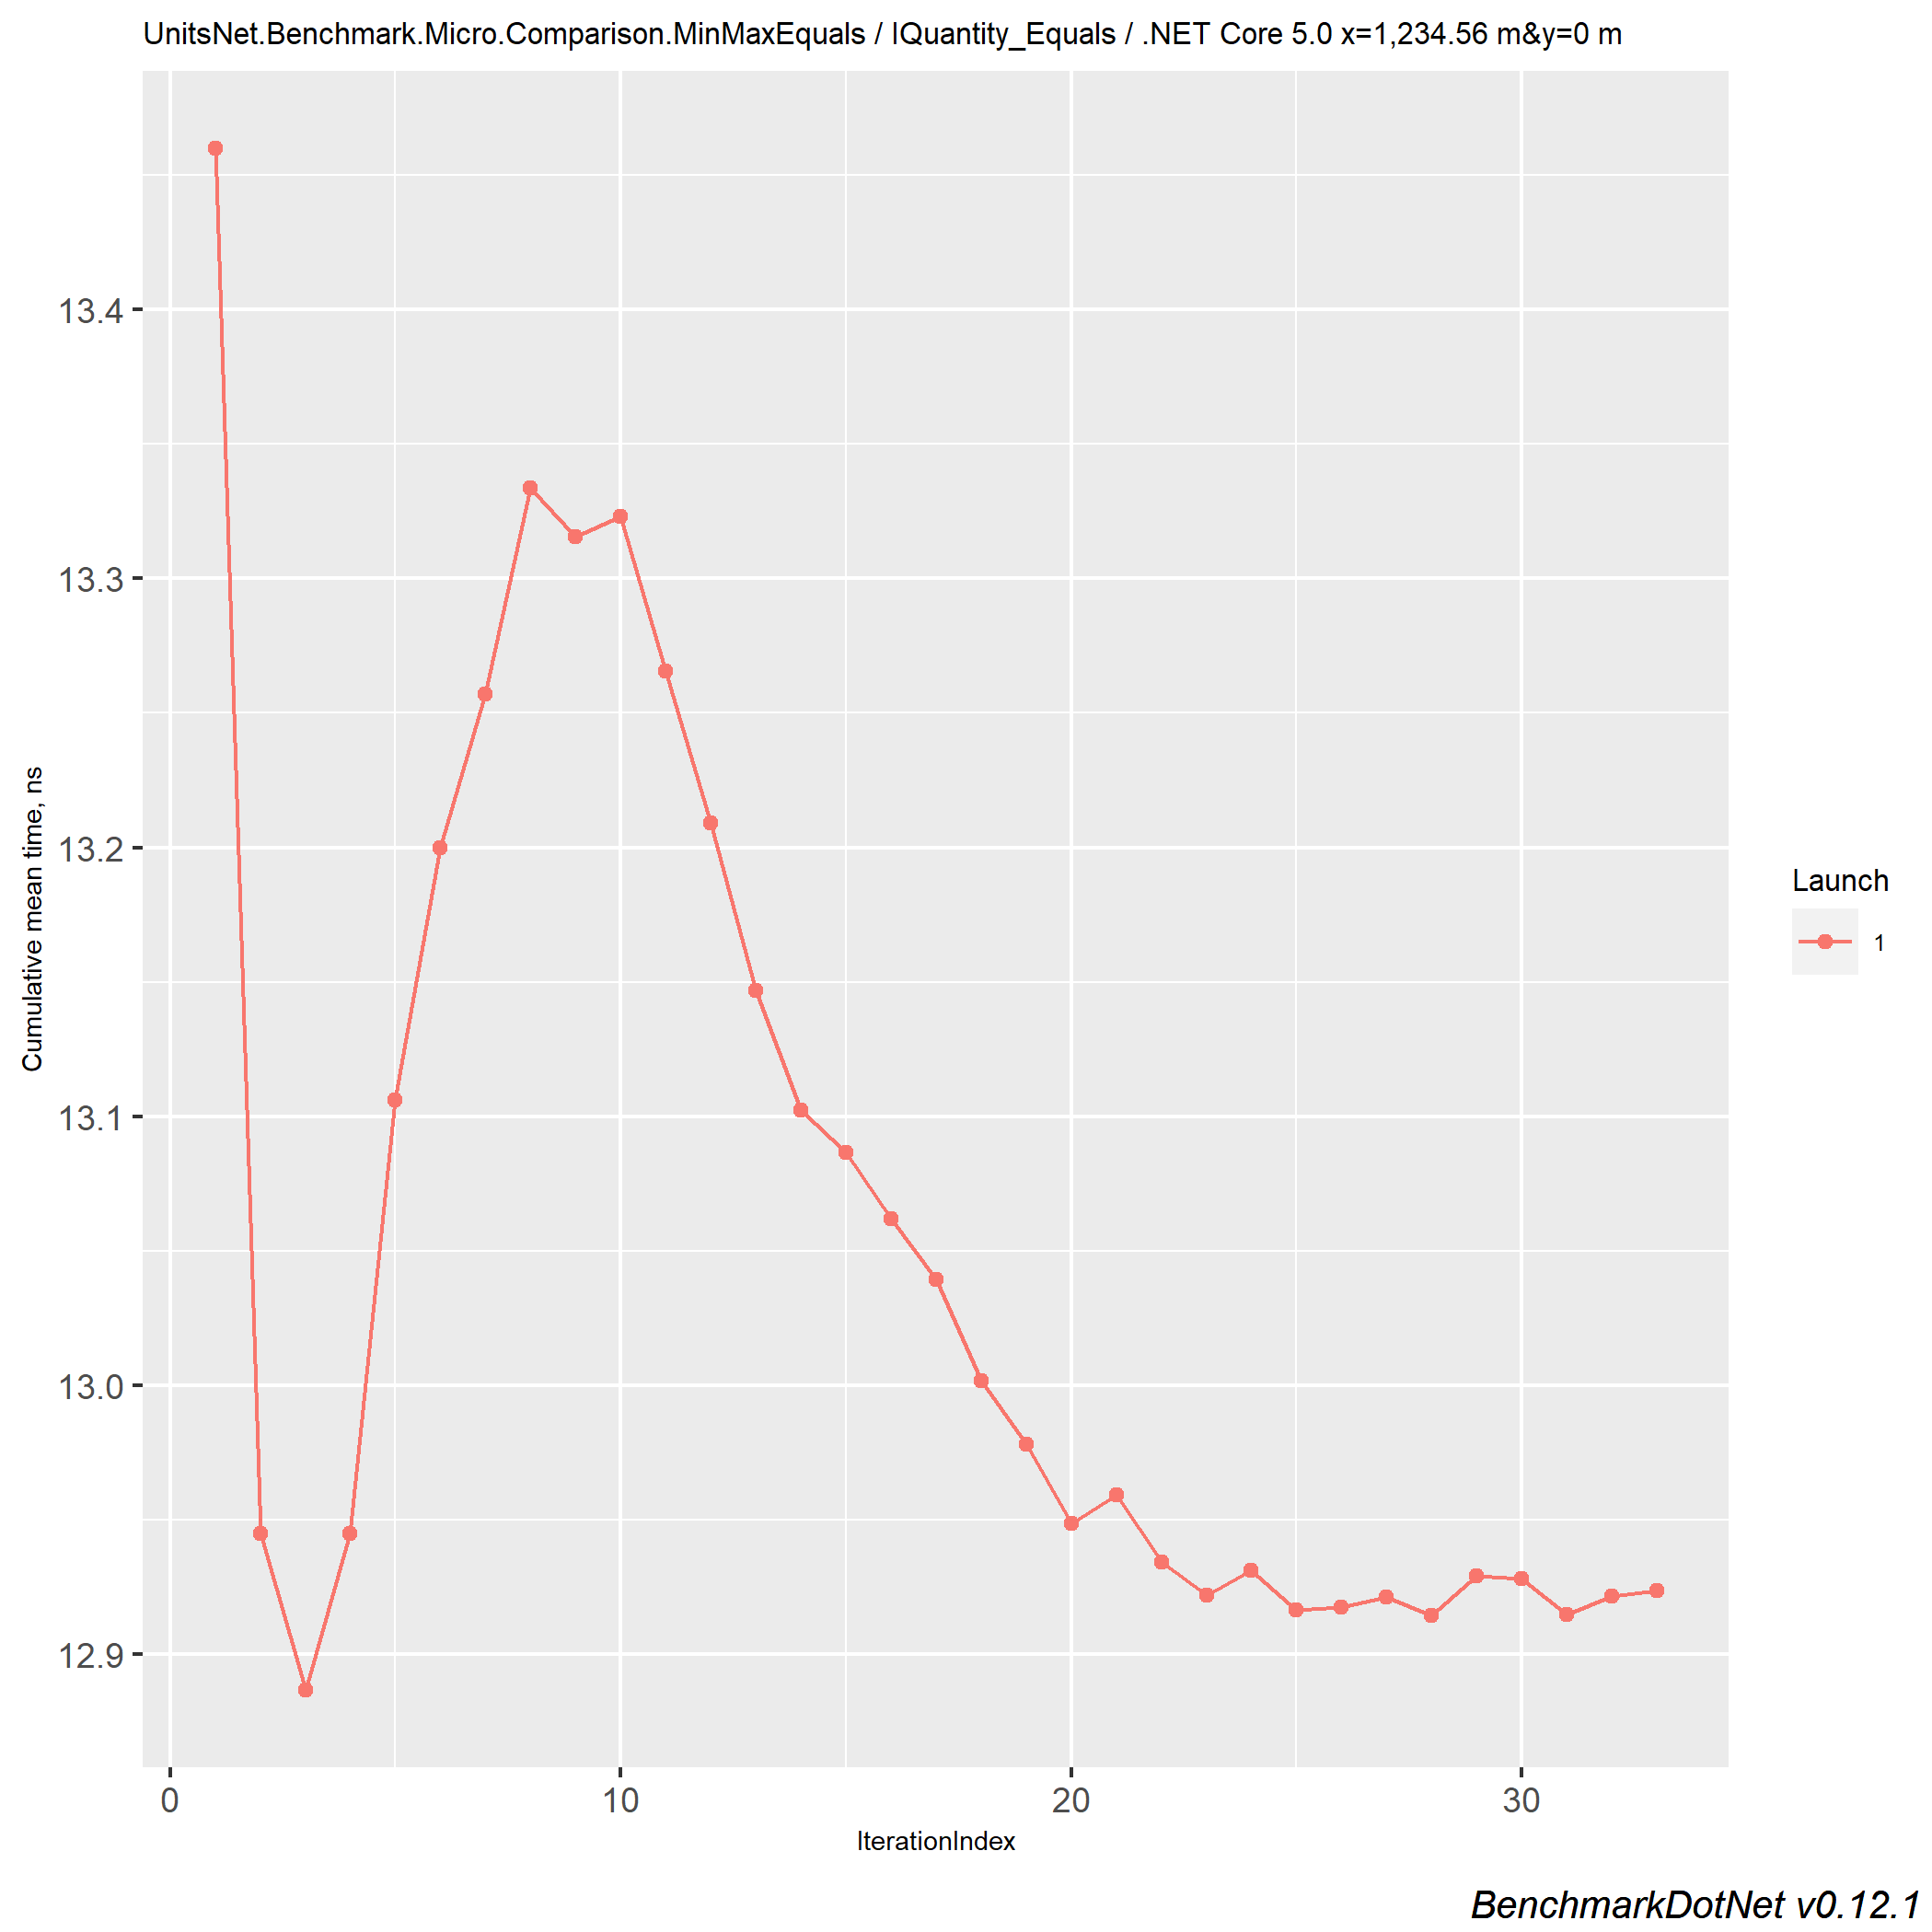 UnitsNet.Benchmark.Micro.Comparison.MinMaxEquals / IQuantity_Equals / .NET Core 5.0 x=1,234.56 m&y=0 m
Cumulative mean time, ns
13.4
13.3
13.2
13.1
13.0
12.9
0
10
20
30
IterationIndex
Launch
1
BenchmarkDotNet v0.12.1